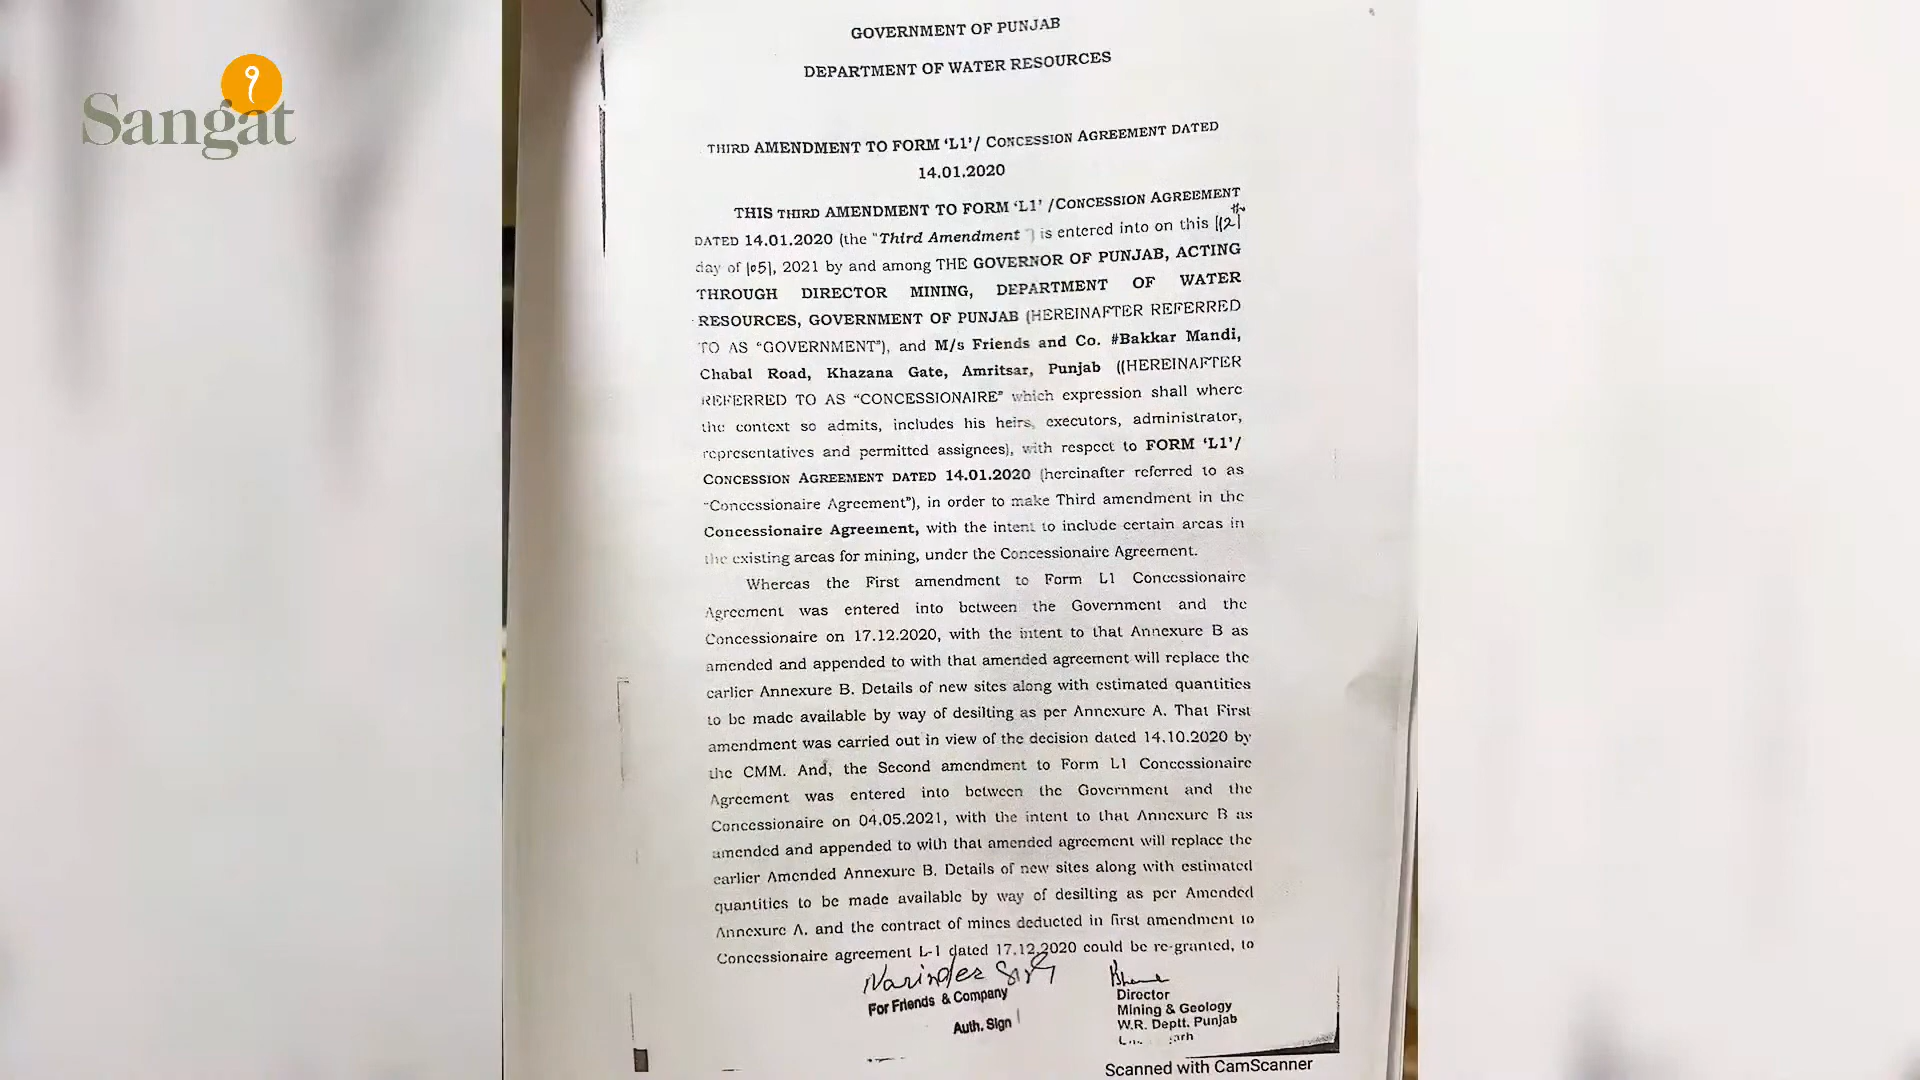 Sangat
੧
GOVERNMENT OF PUNJAB
DEPARTMENT OF WATER RESOURCES
THIRD AMENDMENT TO FORM ‘L1’/ CONCESSION AGREEMENT DATED
14.01.2020
THIS THIRD AMENDMENT TO FORM ‘L1’ /CONCESSION AGREEMENT
DATED 14.01.2020 (the “Third Amendment ”) is entered into on this |12|th
day of |05|, 2021 by and among THE GOVERNOR OF PUNJAB, ACTING
THROUGH DIRECTOR MINING, DEPARTMENT OF WATER
RESOURCES, GOVERNMENT OF PUNJAB (HEREINAFTER REFERRED
TO AS “GOVERNMENT”), and M/s Friends and Co. #Bakkar Mandi,
Chabal Road, Khazana Gate, Amritsar, Punjab ((HEREINAFTER
REFERRED TO AS “CONCESSIONAIRE” which expression shall where
the context so admits, includes his heirs, executors, administrator,
representatives and permitted assignees), with respect to FORM ‘L1’/
CONCESSION AGREEMENT DATED 14.01.2020 (hereinafter referred to as
“Concessionaire Agreement”), in order to make Third amendment in the
Concessionaire Agreement, with the intent to include certain areas in
the existing areas for mining, under the Concessionaire Agreement.
Whereas the First amendment to Form L1 Concessionaire
Agreement was entered into between the Government and the
Concessionaire on 17.12.2020, with the intent to that Annexure B as
amended and appended to with that amended agreement will replace the
earlier Annexure B. Details of new sites along with estimated quantities
to be made available by way of desilting as per Annexure A. That First
amendment was carried out in view of the decision dated 14.10.2020 by
the CMM. And, the Second amendment to Form L1 Concessionaire
Agreement was entered into between the Government and the
Concessionaire on 04.05.2021, with the intent to that Annexure B as
amended and appended to with that amended agreement will replace the
earlier Amended Annexure B. Details of new sites along with estimated
quantities to be made available by way of desilting as per Amended
Annexure A. and the contract of mines deducted in first amendment to
Concessionaire agreement L-1 dated 17.12.2020 could be re-granted, to
Narinder
For Friends & Company
Auth. Sign
Director
Mining & Geology
W.R. Deptt. Punjab
Scanned with CamScanner